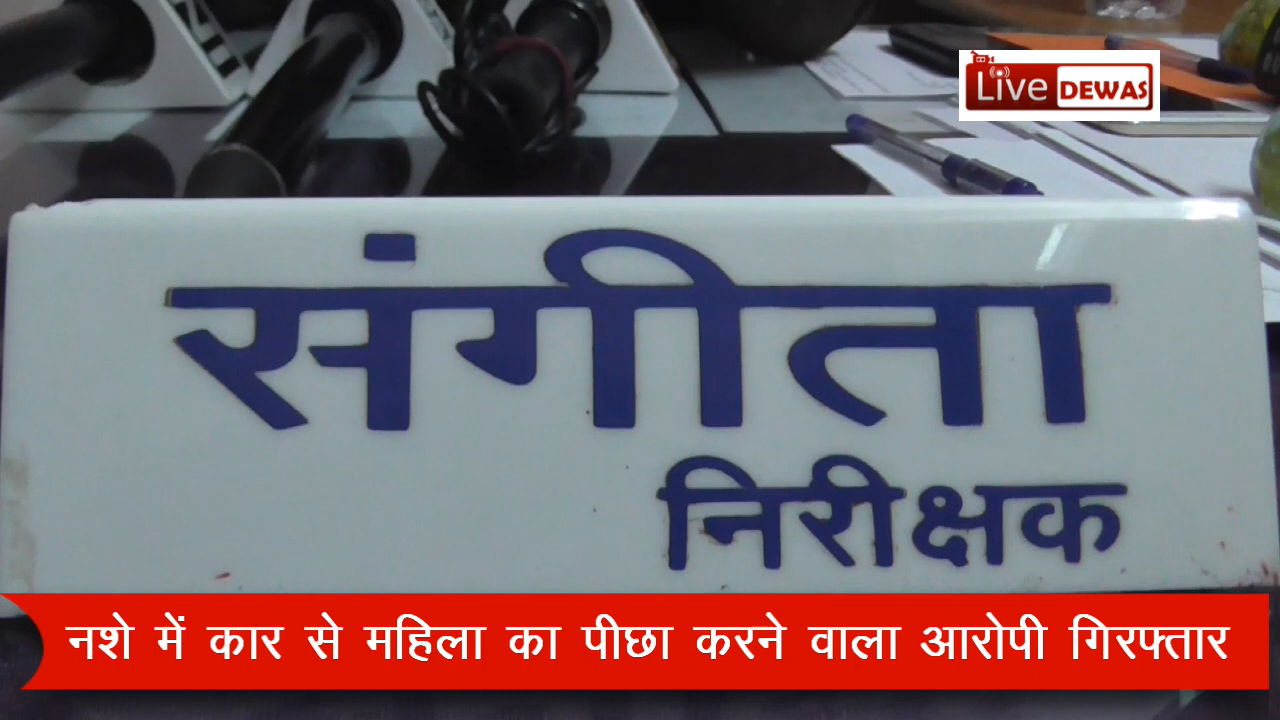 Live DEWAS
संगीता
निरीक्षक
नशे में कार से महिला का पीछा करने वाला आरोपी गिरफ्तार